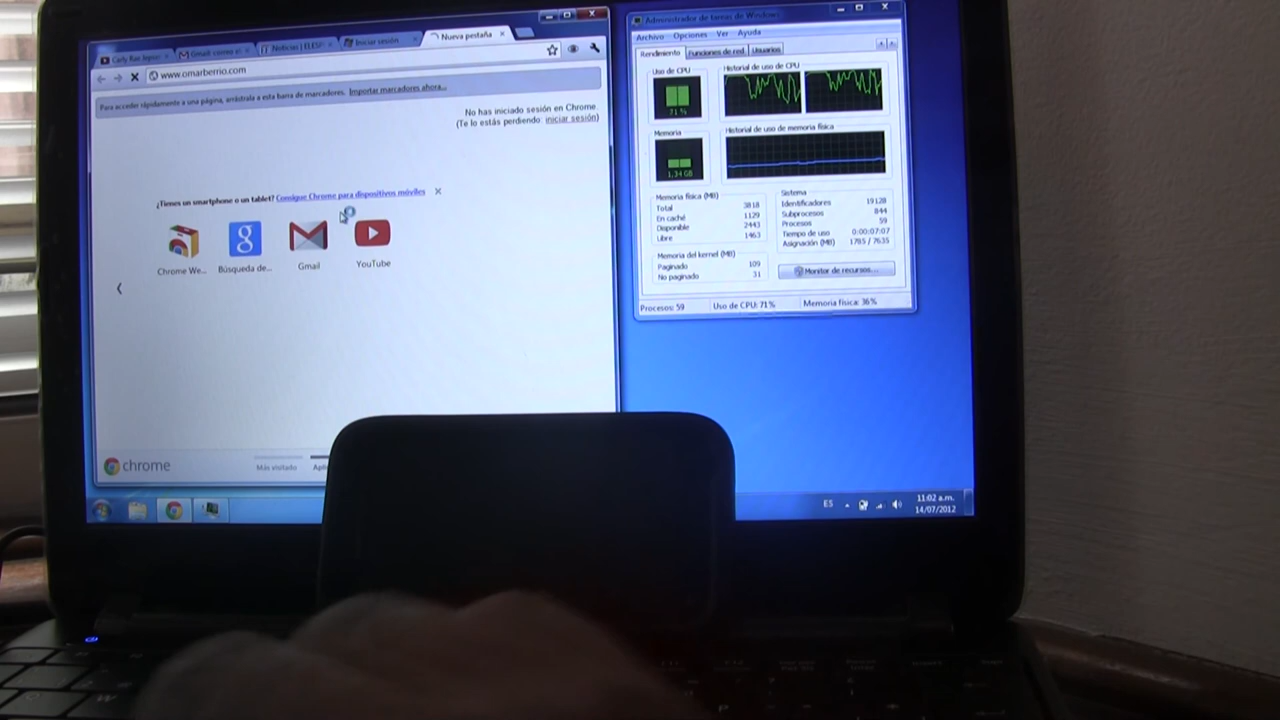 Carly Rae Jepsen
Gmail: correo e
Noticias | ELESP
Iniciar sesión
Nueva pestaña
www.omarberrio.com
Para acceder rápidamente a una página, arrástrala a esta barra de marcadores. Importar marcadores ahora...
No has iniciado sesión en Chrome.
(Te lo estás perdiendo: iniciar sesión)
¿Tienes un smartphone o un tablet? Consigue Chrome para dispositivos móviles
Chrome We...
Búsqueda de...
Gmail
YouTube
chrome
Más visitado
Apli
Administrador de tareas de Windows
Archivo Opciones Ver Ayuda
Rendimiento Funciones de red Usuarios
Uso de CPU
71 %
Historial de uso de CPU
Memoria
1,34 GB
Historial de uso de memoria física
Memoria física (MB)
Total 3818
En caché 1129
Disponible 2443
Libre 1463
Memoria del kernel (MB)
Paginado 109
No paginado 31
Sistema
Identificadores 19128
Subprocesos 844
Procesos 59
Tiempo de uso 0:00:07:07
Asignación (MB) 1785 / 7635
Monitor de recursos...
Procesos: 59 Uso de CPU: 71% Memoria física: 36%
ES
11:02 a.m.
14/07/2012